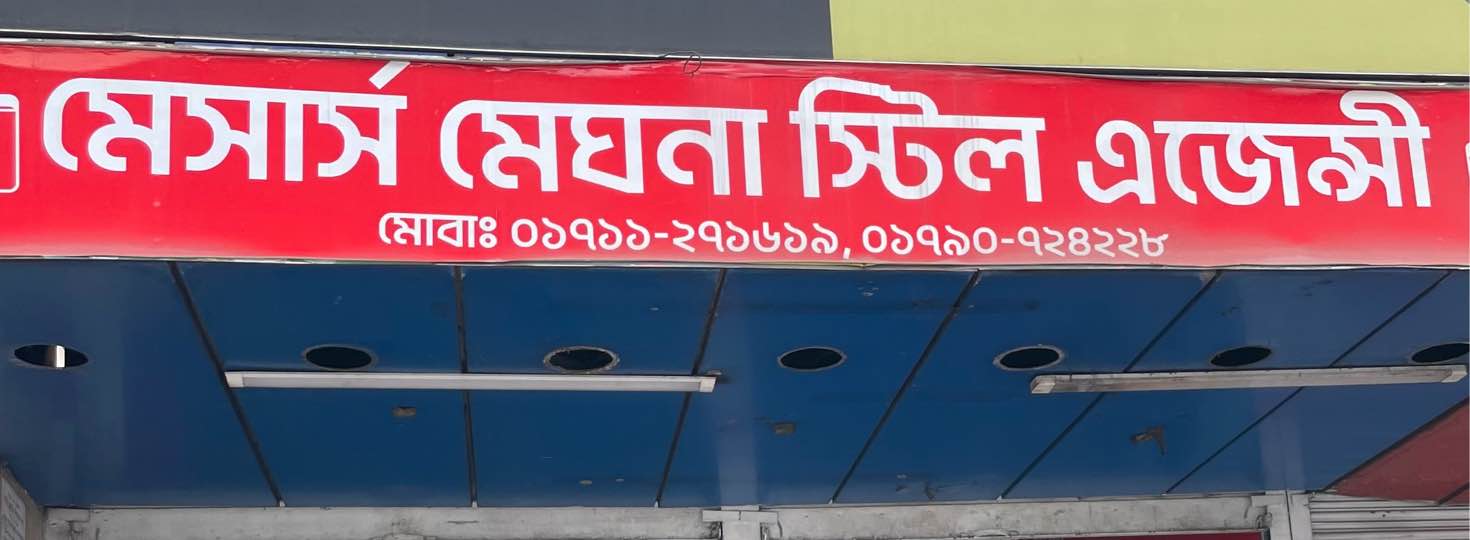 মেসার্স মেঘনা স্টিল এজেন্সী
মোবাঃ ০১৭১১-২৭১৬১৯, ০১৭৯০-৭২৪২২৮